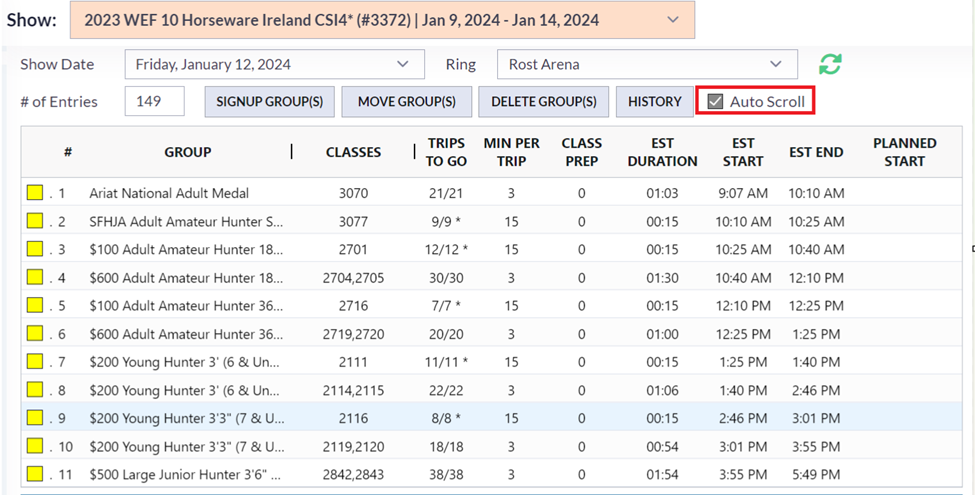 Show: 2023 WEF 10 Horseware Ireland CSI4* (#3372) | Jan 9, 2024 - Jan 14, 2024
Show Date Friday, January 12, 2024 Ring Rost Arena
# of Entries 149 SIGNUP GROUP(S) MOVE GROUP(S) DELETE GROUP(S) HISTORY Auto Scroll
# GROUP CLASSES TRIPS TO GO MIN PER TRIP CLASS PREP EST DURATION EST START EST END PLANNED START
. 1 Ariat National Adult Medal 3070 21/21 3 0 01:03 9:07 AM 10:10 AM
. 2 SFHJA Adult Amateur Hunter S... 3077 9/9 * 15 0 00:15 10:10 AM 10:25 AM
. 3 $100 Adult Amateur Hunter 18... 2701 12/12 * 15 0 00:15 10:25 AM 10:40 AM
. 4 $600 Adult Amateur Hunter 18... 2704,2705 30/30 3 0 01:30 10:40 AM 12:10 PM
. 5 $100 Adult Amateur Hunter 36... 2716 7/7 * 15 0 00:15 12:10 PM 12:25 PM
. 6 $600 Adult Amateur Hunter 36... 2719,2720 20/20 3 0 01:00 12:25 PM 1:25 PM
. 7 $200 Young Hunter 3' (6 & Un... 2111 11/11 * 15 0 00:15 1:25 PM 1:40 PM
. 8 $200 Young Hunter 3' (6 & Un... 2114,2115 22/22 3 0 01:06 1:40 PM 2:46 PM
. 9 $200 Young Hunter 3'3" (7 & U... 2116 8/8 * 15 0 00:15 2:46 PM 3:01 PM
. 10 $200 Young Hunter 3'3" (7 & U... 2119,2120 18/18 3 0 00:54 3:01 PM 3:55 PM
. 11 $500 Large Junior Hunter 3'6" ... 2842,2843 38/38 3 0 01:54 3:55 PM 5:49 PM